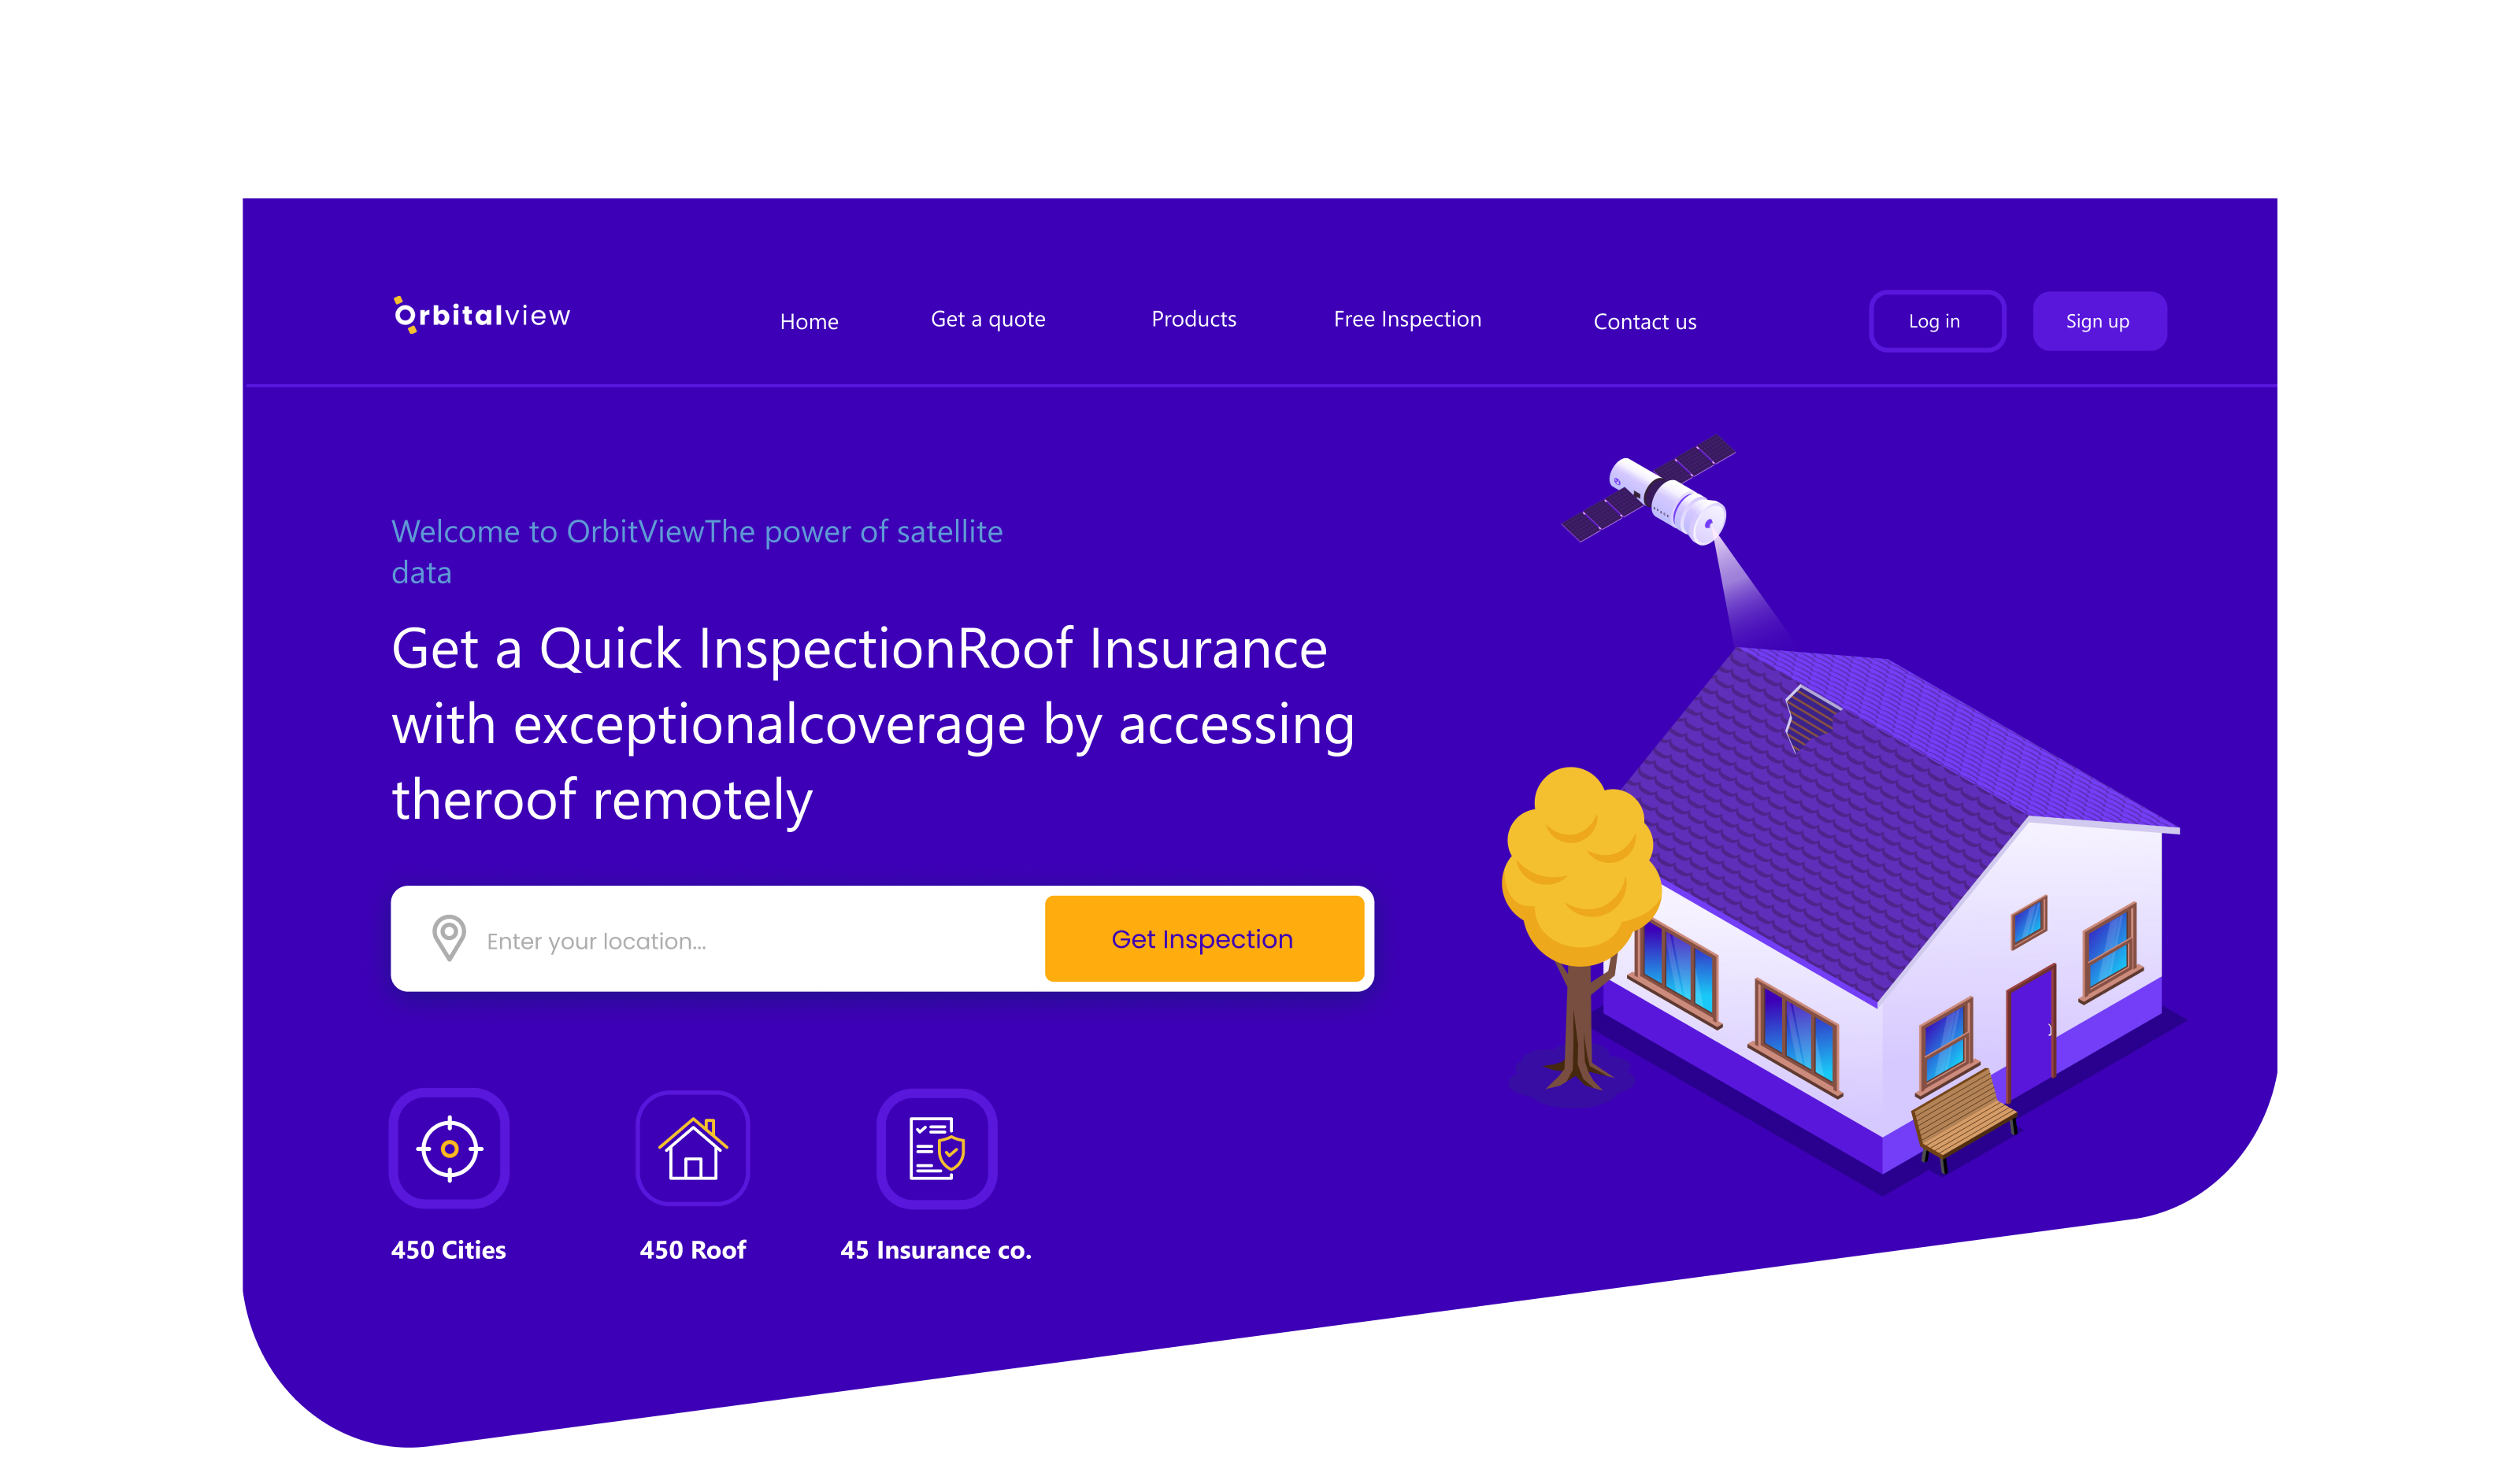 Orbitalview
Home
Get a quote
Products
Free Inspection
Contact us
Log in
Sign up
Welcome to OrbitViewThe power of satellite
data
Get a Quick InspectionRoof Insurance
with exceptionalcoverage by accessing
theroof remotely
Enter your location...
Get Inspection
450 Cities
450 Roof
45 Insurance co.